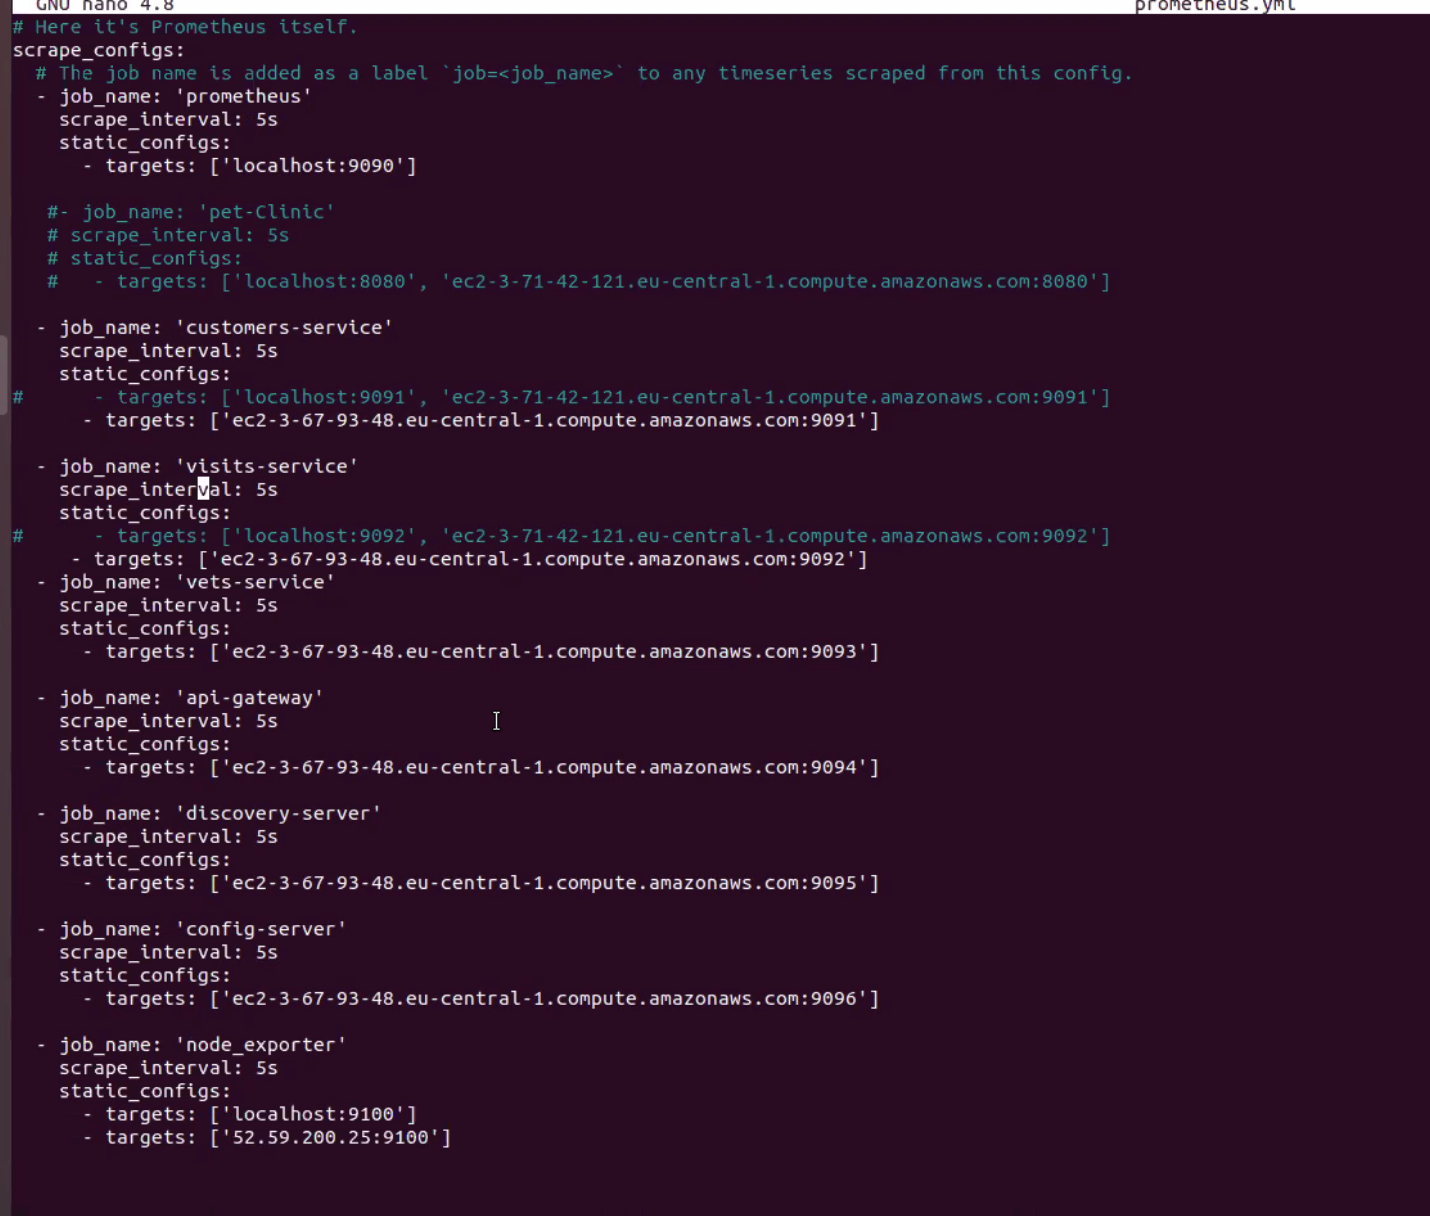 GNU nano 4.8 prometheus.yml
# Here it's Prometheus itself.
scrape_configs:
  # The job name is added as a label `job=<job_name>` to any timeseries scraped from this config.
  - job_name: 'prometheus'
    scrape_interval: 5s
    static_configs:
      - targets: ['localhost:9090']

   #- job_name: 'pet-Clinic'
   # scrape_interval: 5s
   # static_configs:
   #   - targets: ['localhost:8080', 'ec2-3-71-42-121.eu-central-1.compute.amazonaws.com:8080']

  - job_name: 'customers-service'
    scrape_interval: 5s
    static_configs:
#      - targets: ['localhost:9091', 'ec2-3-71-42-121.eu-central-1.compute.amazonaws.com:9091']
      - targets: ['ec2-3-67-93-48.eu-central-1.compute.amazonaws.com:9091']

  - job_name: 'visits-service'
    scrape_interval: 5s
    static_configs:
#      - targets: ['localhost:9092', 'ec2-3-71-42-121.eu-central-1.compute.amazonaws.com:9092']
     - targets: ['ec2-3-67-93-48.eu-central-1.compute.amazonaws.com:9092']
  - job_name: 'vets-service'
    scrape_interval: 5s
    static_configs:
      - targets: ['ec2-3-67-93-48.eu-central-1.compute.amazonaws.com:9093']

  - job_name: 'api-gateway'
    scrape_interval: 5s
    static_configs:
      - targets: ['ec2-3-67-93-48.eu-central-1.compute.amazonaws.com:9094']

  - job_name: 'discovery-server'
    scrape_interval: 5s
    static_configs:
      - targets: ['ec2-3-67-93-48.eu-central-1.compute.amazonaws.com:9095']

  - job_name: 'config-server'
    scrape_interval: 5s
    static_configs:
      - targets: ['ec2-3-67-93-48.eu-central-1.compute.amazonaws.com:9096']

  - job_name: 'node_exporter'
    scrape_interval: 5s
    static_configs:
      - targets: ['localhost:9100']
      - targets: ['52.59.200.25:9100']